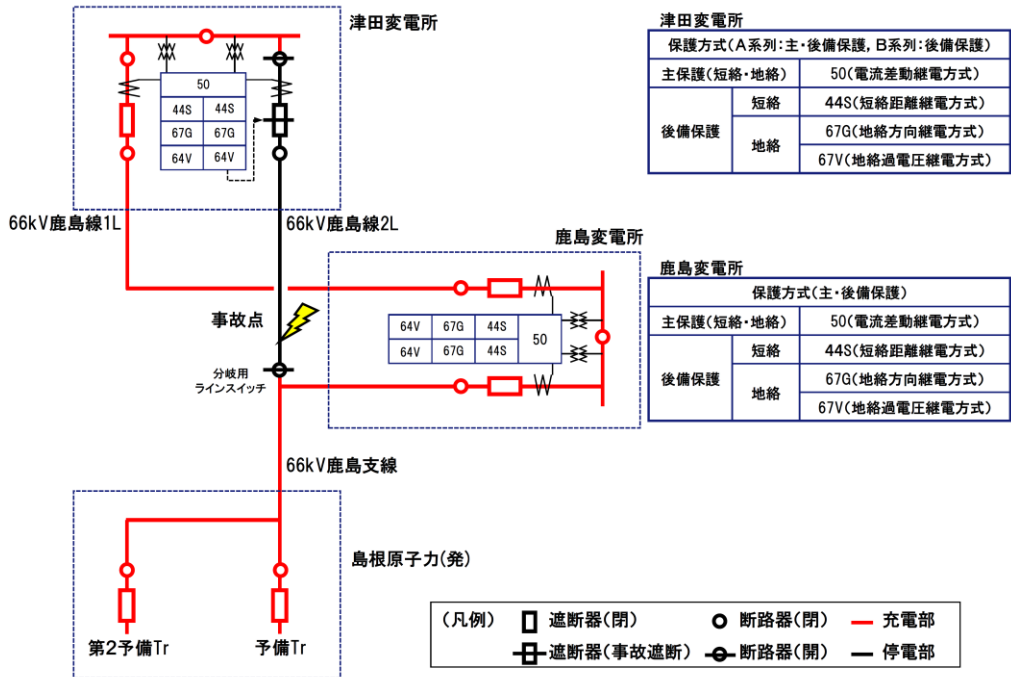 津田変電所
50
44S 44S
67G 67G
64V 64V
66kV鹿島線1L
66kV鹿島線2L
事故点
分岐用
ラインスイッチ
鹿島変電所
64V 67G 44S 50
64V 67G 44S
66kV鹿島支線
島根原子力(発)
第2予備Tr
予備Tr
津田変電所
保護方式(A系列:主・後備保護, B系列:後備保護)
主保護(短絡・地絡) 50(電流差動継電方式)
後備保護 短絡 44S(短絡距離継電方式)
地絡 67G(地絡方向継電方式)
67V(地絡過電圧継電方式)
鹿島変電所
保護方式(主・後備保護)
主保護(短絡・地絡) 50(電流差動継電方式)
後備保護 短絡 44S(短絡距離継電方式)
地絡 67G(地絡方向継電方式)
67V(地絡過電圧継電方式)
(凡例) 遮断器(閉) 断路器(閉) 充電部
遮断器(事故遮断) 断路器(開) 停電部